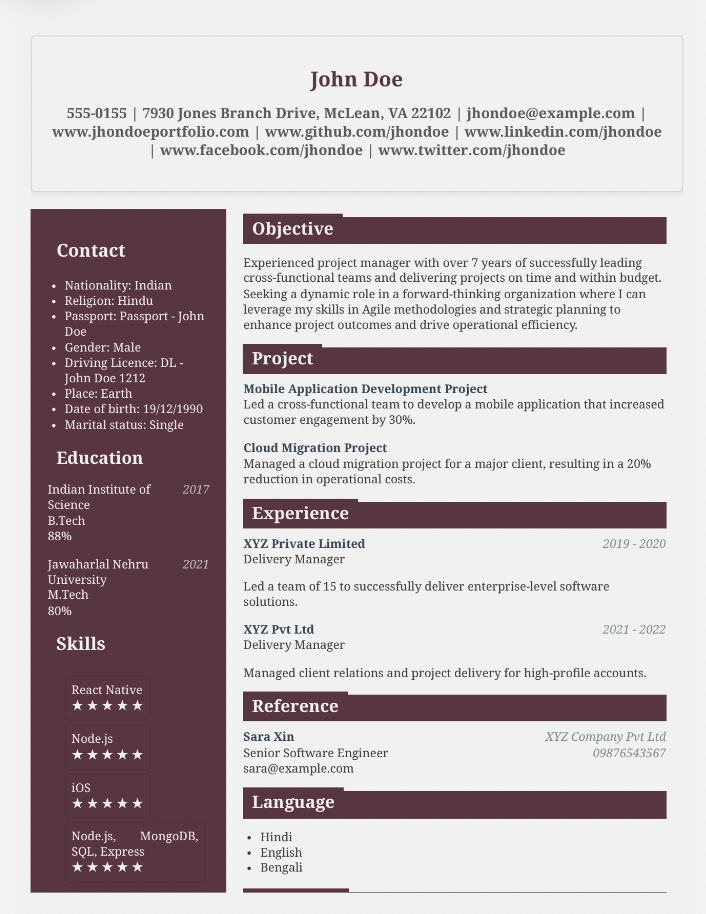 John Doe
555-0155 | 7930 Jones Branch Drive, McLean, VA 22102 | jhondoe@example.com |
www.jhondoeportfolio.com | www.github.com/jhondoe | www.linkedin.com/jhondoe
| www.facebook.com/jhondoe | www.twitter.com/jhondoe
Contact
• Nationality: Indian
• Religion: Hindu
• Passport: Passport - John
Doe
• Gender: Male
• Driving Licence: DL -
John Doe 1212
• Place: Earth
• Date of birth: 19/12/1990
• Marital status: Single
Education
Indian Institute of 2017
Science
B.Tech
88%
Jawaharlal Nehru 2021
University
M.Tech
80%
Skills
React Native
★★★★★
Node.js
★★★★★
iOS
★★★★★
Node.js, MongoDB,
SQL, Express
★★★★★
Objective
Experienced project manager with over 7 years of successfully leading
cross-functional teams and delivering projects on time and within budget.
Seeking a dynamic role in a forward-thinking organization where I can
leverage my skills in Agile methodologies and strategic planning to
enhance project outcomes and drive operational efficiency.
Project
Mobile Application Development Project
Led a cross-functional team to develop a mobile application that increased
customer engagement by 30%.
Cloud Migration Project
Managed a cloud migration project for a major client, resulting in a 20%
reduction in operational costs.
Experience
XYZ Private Limited 2019 - 2020
Delivery Manager
Led a team of 15 to successfully deliver enterprise-level software
solutions.
XYZ Pvt Ltd 2021 - 2022
Delivery Manager
Managed client relations and project delivery for high-profile accounts.
Reference
Sara Xin XYZ Company Pvt Ltd
Senior Software Engineer 09876543567
sara@example.com
Language
• Hindi
• English
• Bengali